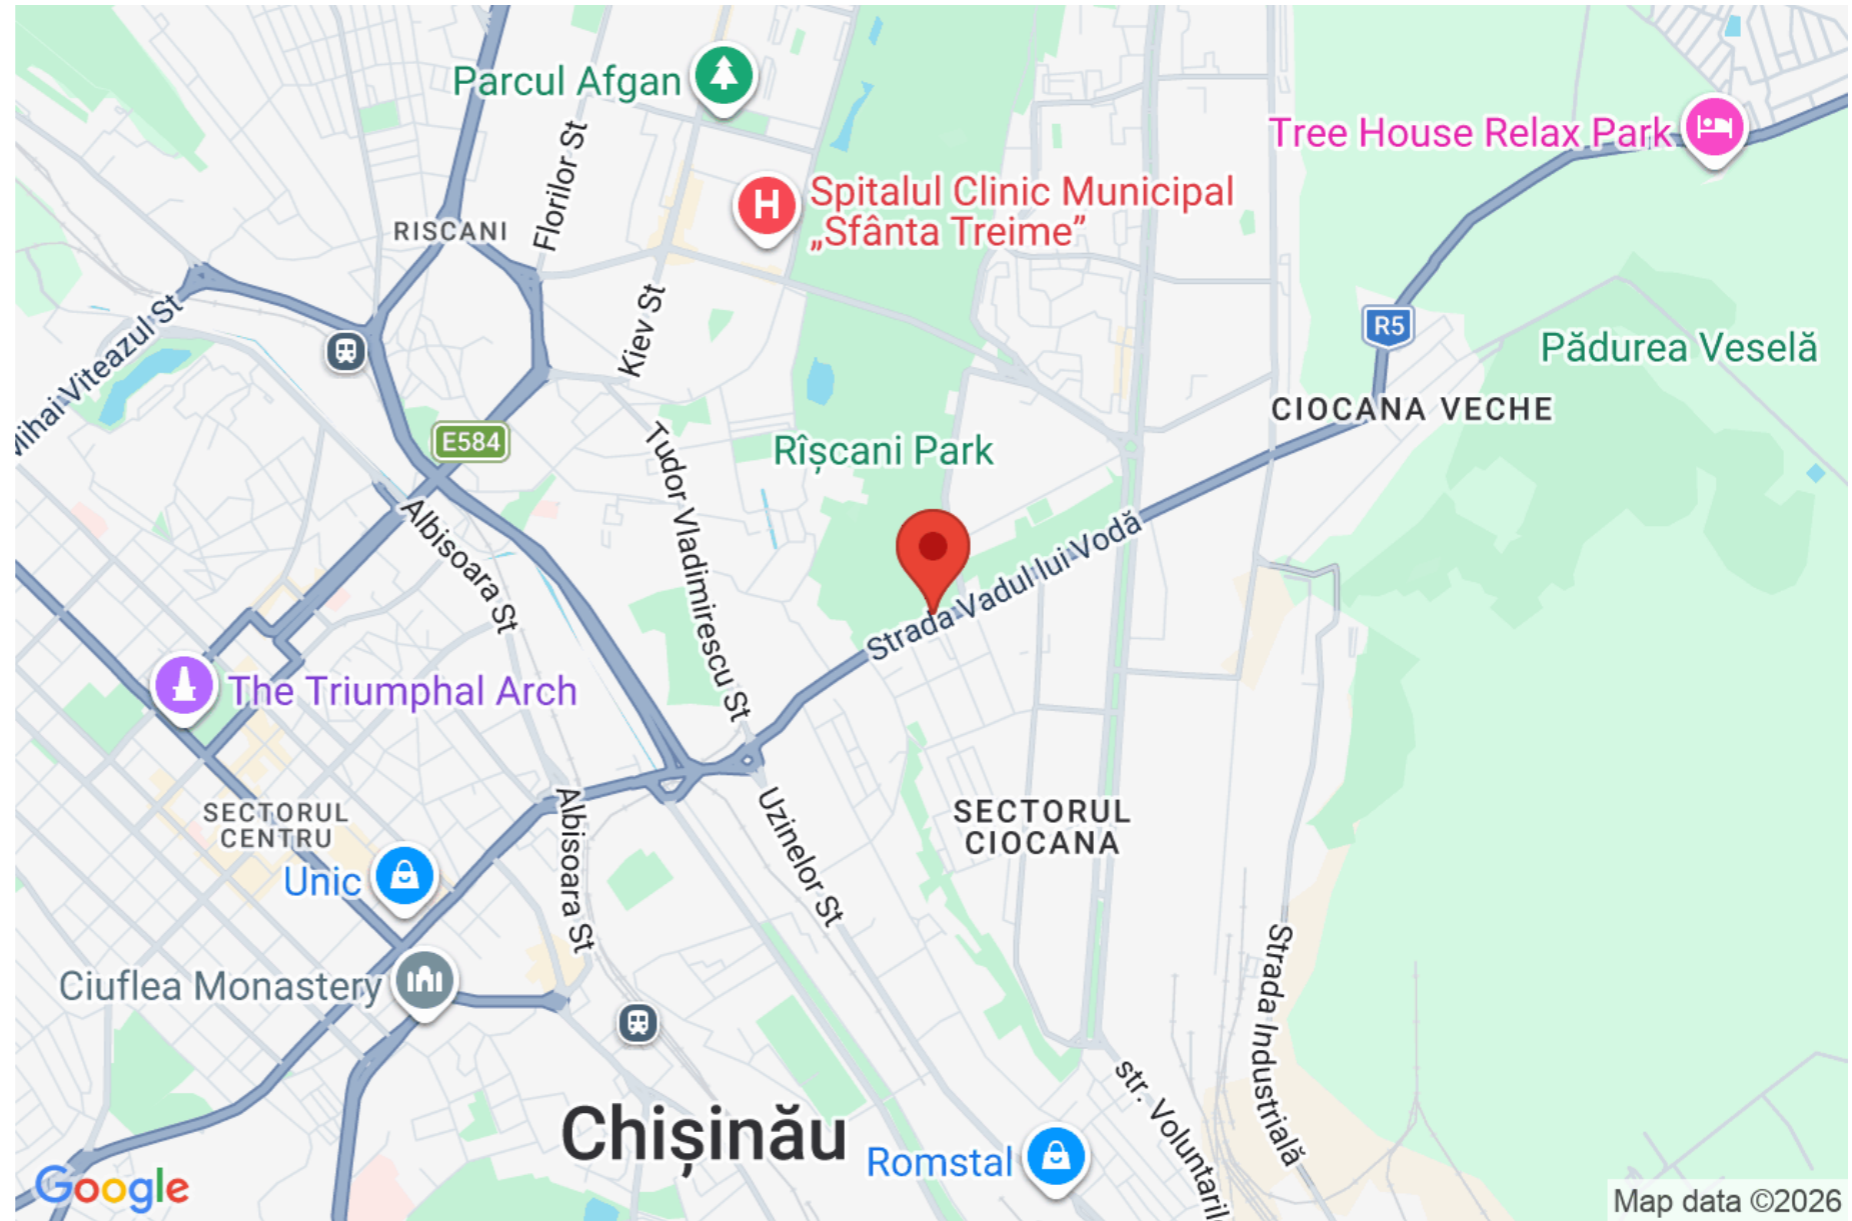 Parcul Afgan
Tree House Relax Park
Florilor St
Spitalul Clinic Municipal
„Sfânta Treime”
RISCANI
Kiev St
Mihai Viteazul St
R5
Pădurea Veselă
CIOCANA VECHE
E584
Rîșcani Park
Tudor Vladimirescu St
Albisoara St
Strada Vadul lui Vodă
The Triumphal Arch
SECTORUL
CENTRU
SECTORUL
CIOCANA
Unic
Albisoara St
Uzinelor St
Strada Industrială
Ciuflea Monastery
Chișinău
Romstal
str. Voluntaril
Google
Map data ©2026